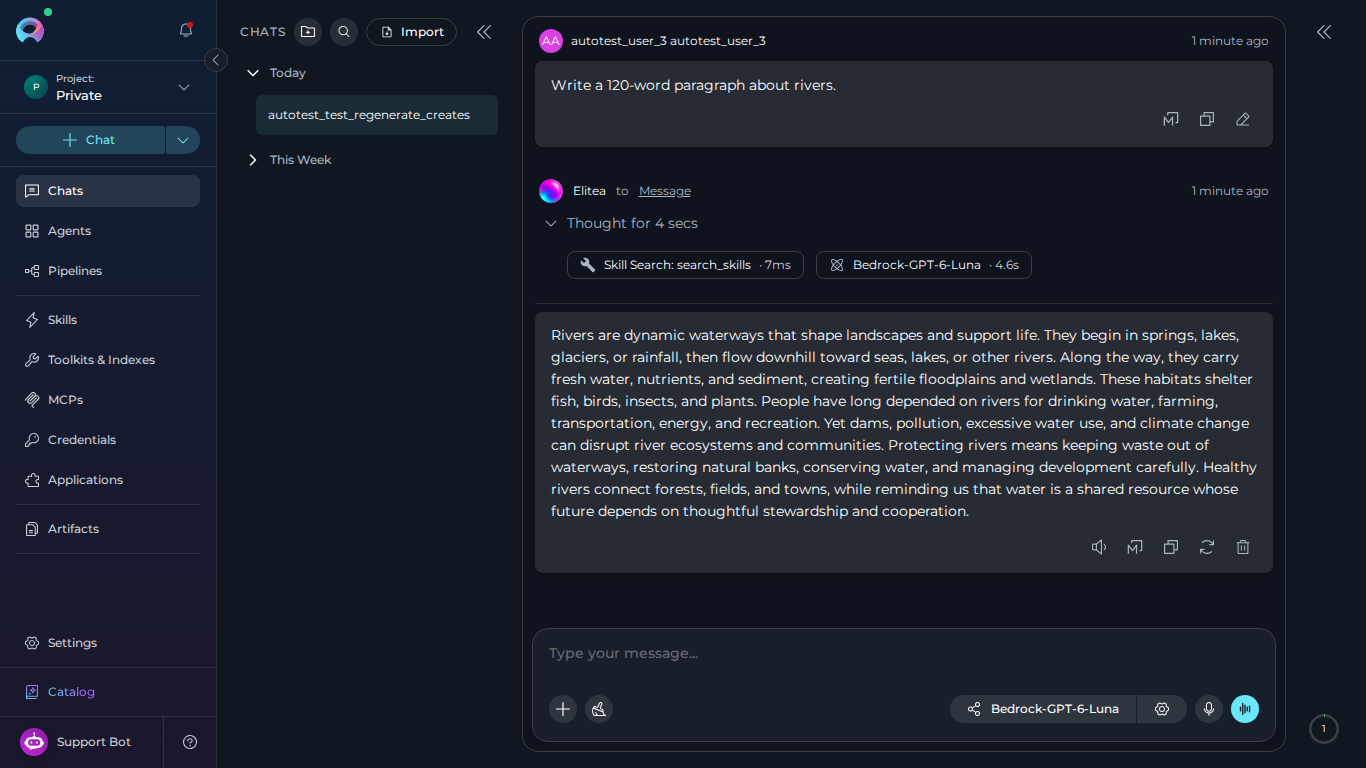 Project:
P
Private
Chat
Chats
Agents
Pipelines
Skills
Toolkits & Indexes
MCPs
Credentials
Applications
Artifacts
Settings
Catalog
Support Bot
CHATS
Import
Today
autotest_test_regenerate_creates
This Week
AA autotest_user_3 autotest_user_3 1 minute ago
Write a 120-word paragraph about rivers.
Elitea to Message 1 minute ago
Thought for 4 secs
Skill Search: search_skills · 7ms Bedrock-GPT-6-Luna · 4.6s
Rivers are dynamic waterways that shape landscapes and support life. They begin in springs, lakes,
glaciers, or rainfall, then flow downhill toward seas, lakes, or other rivers. Along the way, they carry
fresh water, nutrients, and sediment, creating fertile floodplains and wetlands. These habitats shelter
fish, birds, insects, and plants. People have long depended on rivers for drinking water, farming,
transportation, energy, and recreation. Yet dams, pollution, excessive water use, and climate change
can disrupt river ecosystems and communities. Protecting rivers means keeping waste out of
waterways, restoring natural banks, conserving water, and managing development carefully. Healthy
rivers connect forests, fields, and towns, while reminding us that water is a shared resource whose
future depends on thoughtful stewardship and cooperation.
Type your message...
Bedrock-GPT-6-Luna
1